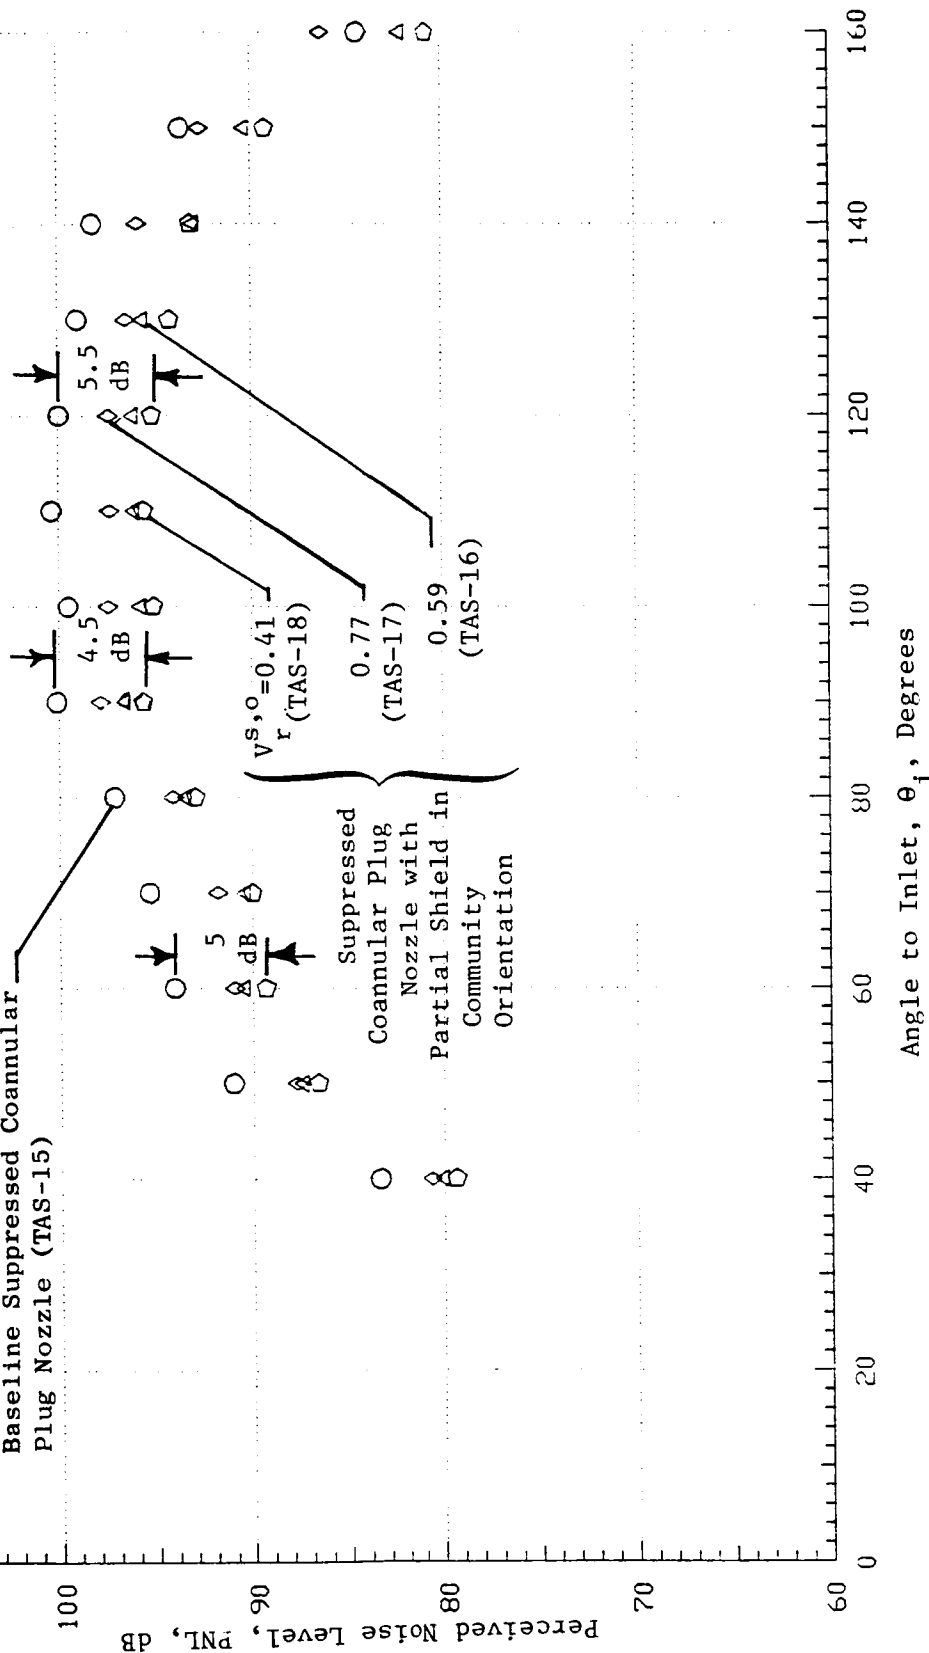 Baseline Suppressed Coannular
Plug Nozzle (TAS-15)
5
dB
4.5
dB
5.5
dB
V_r^{s,o}=0.41
(TAS-18)
0.77
(TAS-17)
0.59
(TAS-16)
Suppressed
Coannular Plug
Nozzle with
Partial Shield in
Community
Orientation
Perceived Noise Level, PNL, dB
100
90
80
70
60
0
20
40
60
80
100
120
140
160
Angle to Inlet, θ_i, Degrees